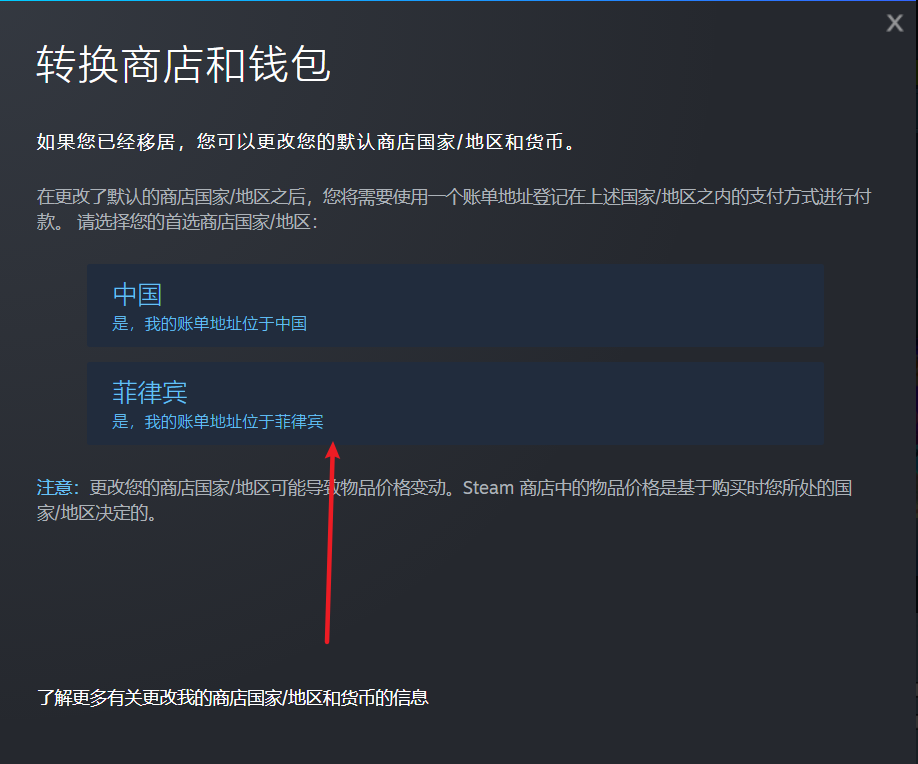 X
转换商店和钱包
如果您已经移居，您可以更改您的默认商店国家/地区和货币。
在更改了默认的商店国家/地区之后，您将需要使用一个账单地址登记在上述国家/地区之内的支付方式进行付
款。 请选择您的首选商店国家/地区：
中国
是，我的账单地址位于中国
菲律宾
是，我的账单地址位于菲律宾
注意：更改您的商店国家/地区可能导致物品价格变动。Steam 商店中的物品价格是基于购买时您所处的国
家/地区决定的。
了解更多有关更改我的商店国家/地区和货币的信息